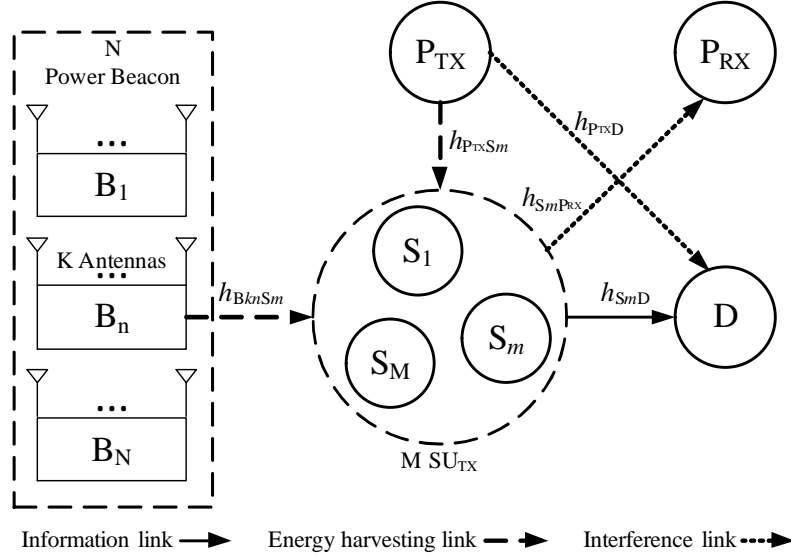 N
Power Beacon
...
B1
K Antennas
...
Bn
...
BN
hBknSm
PTX
PRX
hPTXSm
hPTXD
hSmPRX
S1
SM
Sm
hSmD
D
M SUTX
Information link
Energy harvesting link
Interference link